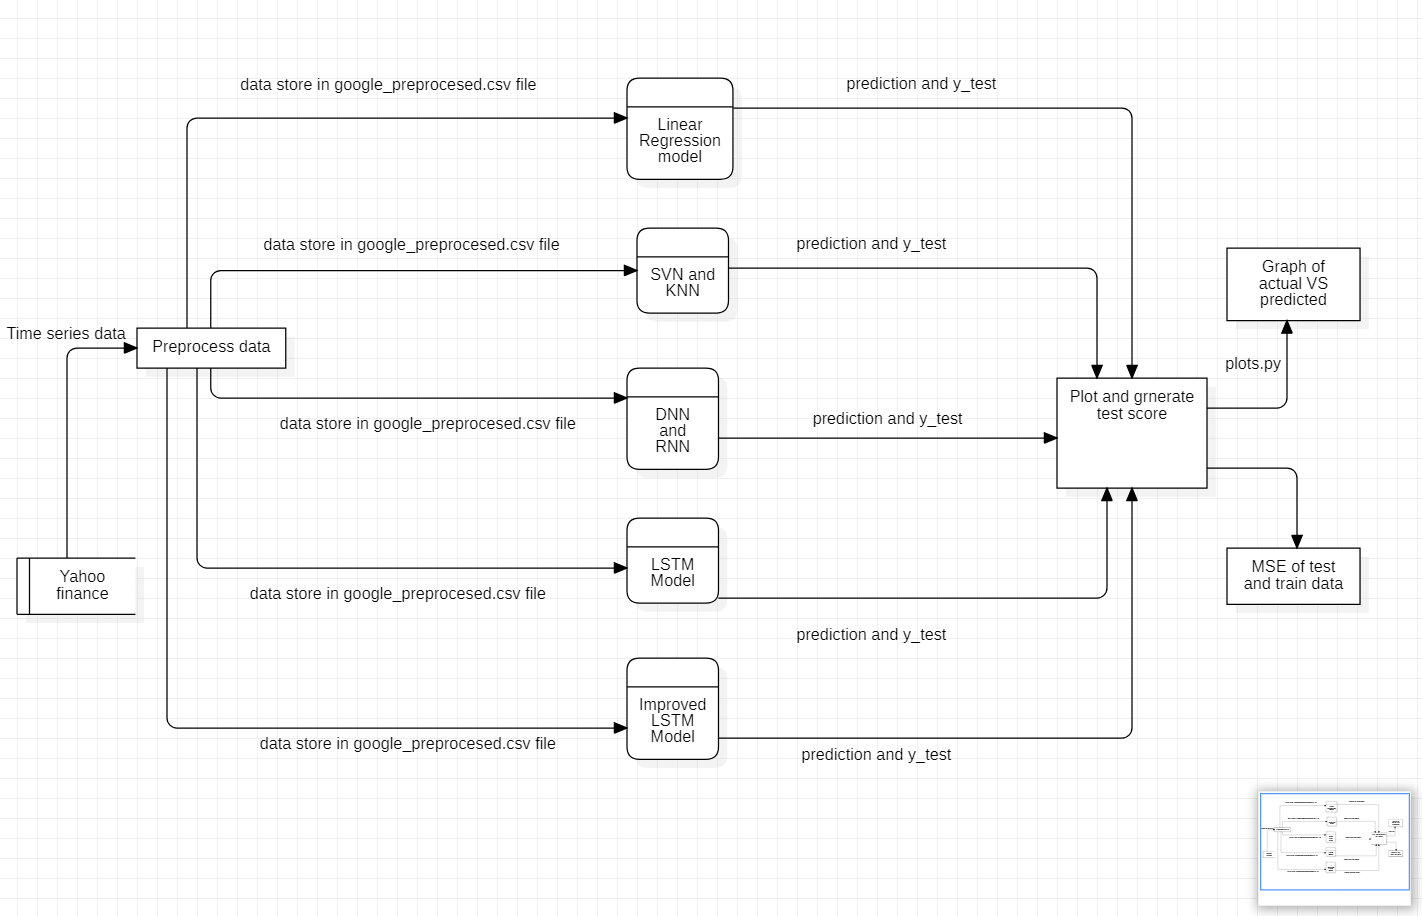 data store in google_preprocesed.csv file
prediction and y_test
Linear
Regression
model
data store in google_preprocesed.csv file
prediction and y_test
SVN and
KNN
Graph of
actual VS
predicted
Time series data
Preprocess data
plots.py
data store in google_preprocesed.csv file
DNN
and
RNN
prediction and y_test
Plot and grnerate
test score
Yahoo
finance
data store in google_preprocesed.csv file
LSTM
Model
prediction and y_test
MSE of test
and train data
data store in google_preprocesed.csv file
Improved
LSTM
Model
prediction and y_test